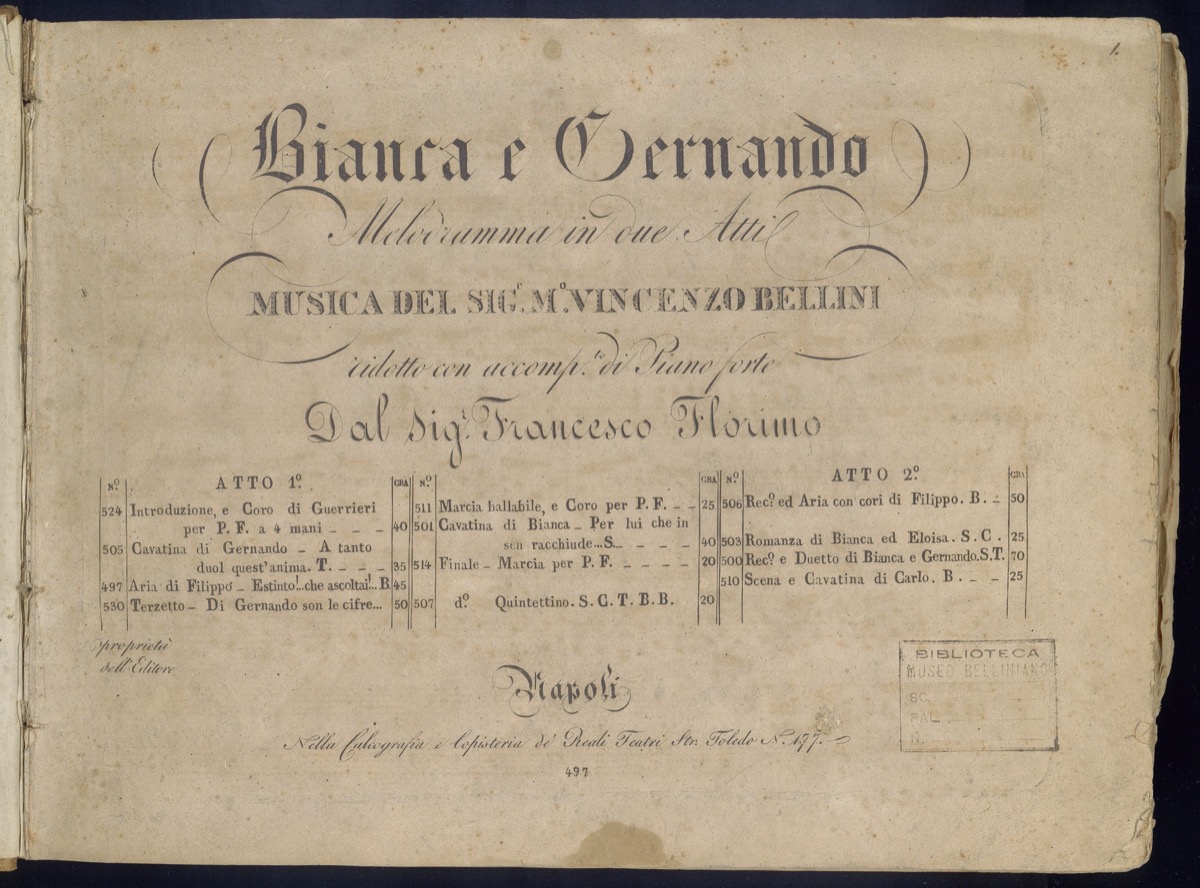 1.
Bianca e Gernando
Melodramma in due Atti
MUSICA DEL SIG.r M.o VINCENZO BELLINI
ridotto con accomp.to di Piano forte
Dal Sig.r Francesco Florimo
N.o ATTO 1.o GRA
524 Introduzione, e Coro di Guerrieri
per P. F. a 4 mani _ _ _ 40
505 Cavatina di Gernando _ A tanto
duol quest'anima. T. _ _ _ 35
497 Aria di Filippo _ Estinto!..che ascoltai!. B 45
530 Terzetto _ Di Gernando son le cifre... 50
N.o GRA
511 Marcia ballabile, e Coro per P. F. _ _ 25
501 Cavatina di Bianca _ Per lui che in
sen racchiude...S. _ _ _ _ 40
514 Finale _ Marcia per P. F. _ _ _ _ 20
507 d.o Quintettino. S. C. T. B. B. 20
N.o ATTO 2.o GRA
506 Rec.o ed Aria con cori di Filippo. B. _ 50
503 Romanza di Bianca ed Eloisa. S. C. 25
500 Rec.o e Duetto di Bianca e Gernando. S.T. 70
510 Scena e Cavatina di Carlo. B _ _ _ 25
proprietà
dell'Editore
BIBLIOTECA
MUSEO BELLINIANO
SC.
PAL
Napoli
Nella Calcografia e Copisteria de' Reali Teatri Str. Toledo N.o 177.
497